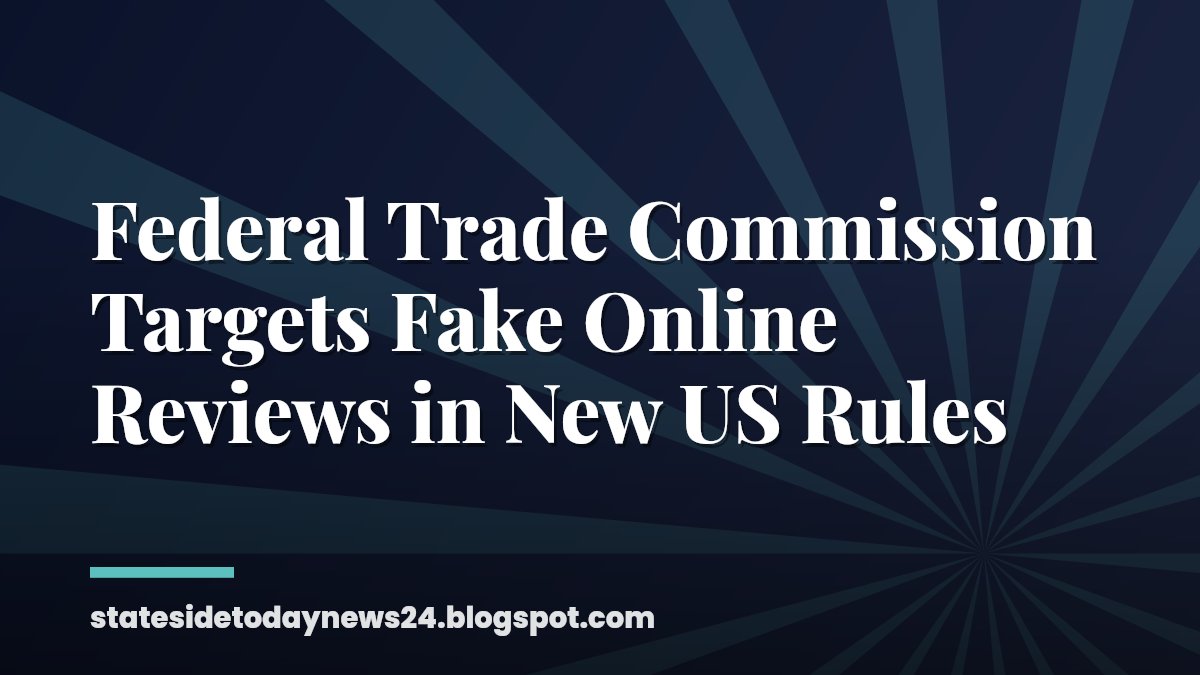 Federal Trade Commission
Targets Fake Online
Reviews in New US Rules
statesidetodaynews24.blogspot.com